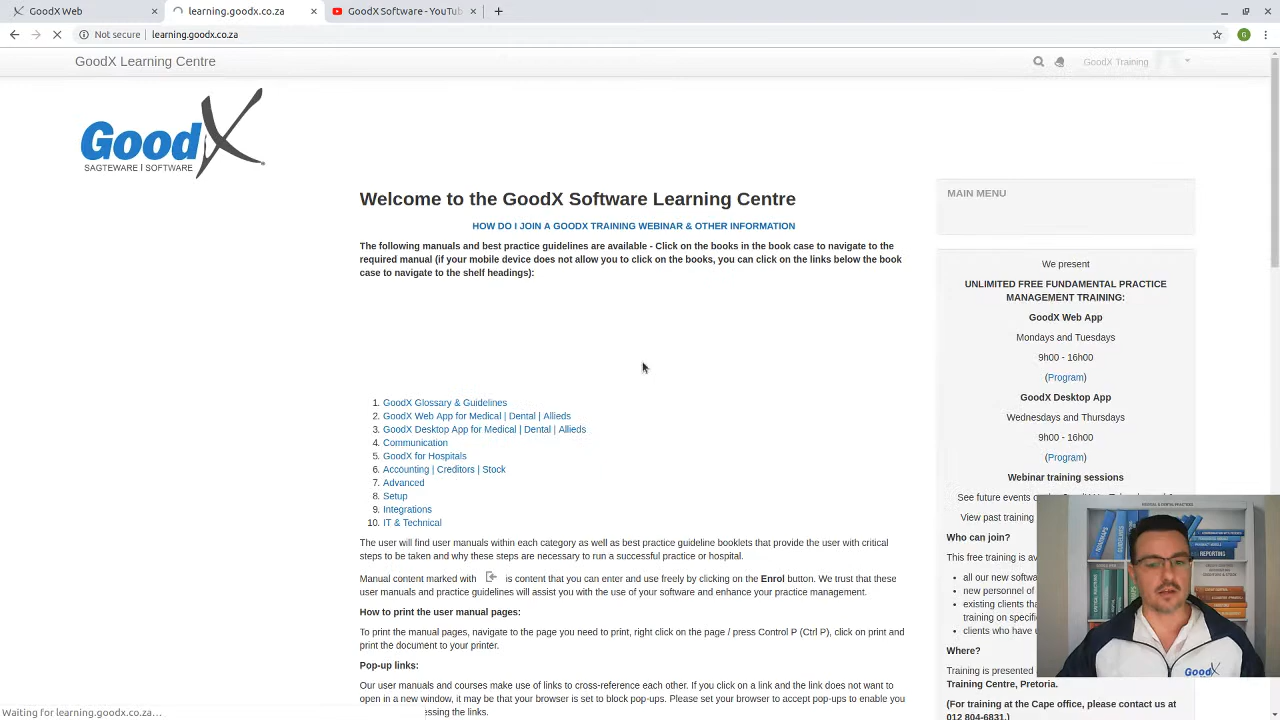 GoodX Web
learning.goodx.co.za
GoodX Software - YouTub
Not secure
learning.goodx.co.za
GoodX Learning Centre
GoodX Training
GoodX
SAGTEWARE | SOFTWARE
Welcome to the GoodX Software Learning Centre
HOW DO I JOIN A GOODX TRAINING WEBINAR & OTHER INFORMATION
The following manuals and best practice guidelines are available - Click on the books in the book case to navigate to the
required manual (if your mobile device does not allow you to click on the books, you can click on the links below the book
case to navigate to the shelf headings):
1. GoodX Glossary & Guidelines
2. GoodX Web App for Medical | Dental | Allieds
3. GoodX Desktop App for Medical | Dental | Allieds
4. Communication
5. GoodX for Hospitals
6. Accounting | Creditors | Stock
7. Advanced
8. Setup
9. Integrations
10. IT & Technical
The user will find user manuals within each category as well as best practice guideline booklets that provide the user with critical
steps to be taken and why these steps are necessary to run a successful practice or hospital.
Manual content marked with is content that you can enter and use freely by clicking on the Enrol button. We trust that these
user manuals and practice guidelines will assist you with the use of your software and enhance your practice management.
How to print the user manual pages:
To print the manual pages, navigate to the page you need to print, right click on the page / press Control P (Ctrl P), click on print and
print the document to your printer.
Pop-up links:
Our user manuals and courses make use of links to cross-reference each other. If you click on a link and the link does not want to
open in a new window, it may be that your browser is set to block pop-ups. Please set your browser to accept pop-ups to enable you
essing the links.
Waiting for learning.goodx.co.za…
MAIN MENU
We present
UNLIMITED FREE FUNDAMENTAL PRACTICE
MANAGEMENT TRAINING:
GoodX Web App
Mondays and Tuesdays
9h00 - 16h00
(Program)
GoodX Desktop App
Wednesdays and Thursdays
9h00 - 16h00
(Program)
Webinar training sessions
See future events o
View past training
Who can join?
This free training is av
all our new softwa
new personnel of
existing clients tha
training on specifi
clients who have u
Where?
Training is presented
Training Centre, Pretoria.
(For training at the Cape office, please contact us at
012 804-6831.)
REPORTING
GoodX